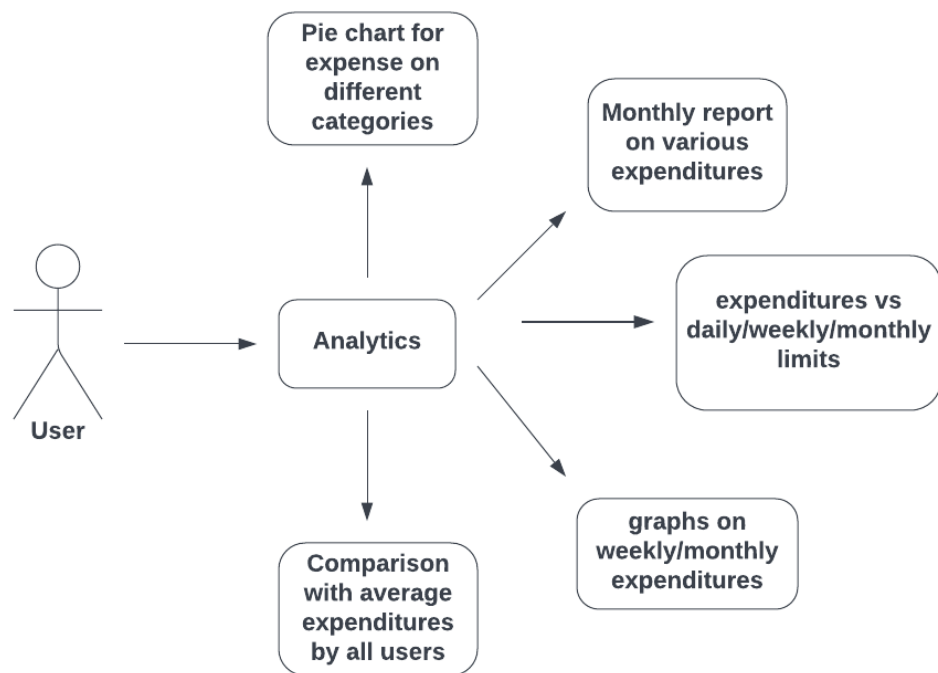 Pie chart for
expense on
different
categories
Monthly report
on various
expenditures
expenditures vs
daily/weekly/monthly
limits
Analytics
User
graphs on
weekly/monthly
expenditures
Comparison
with average
expenditures
by all users